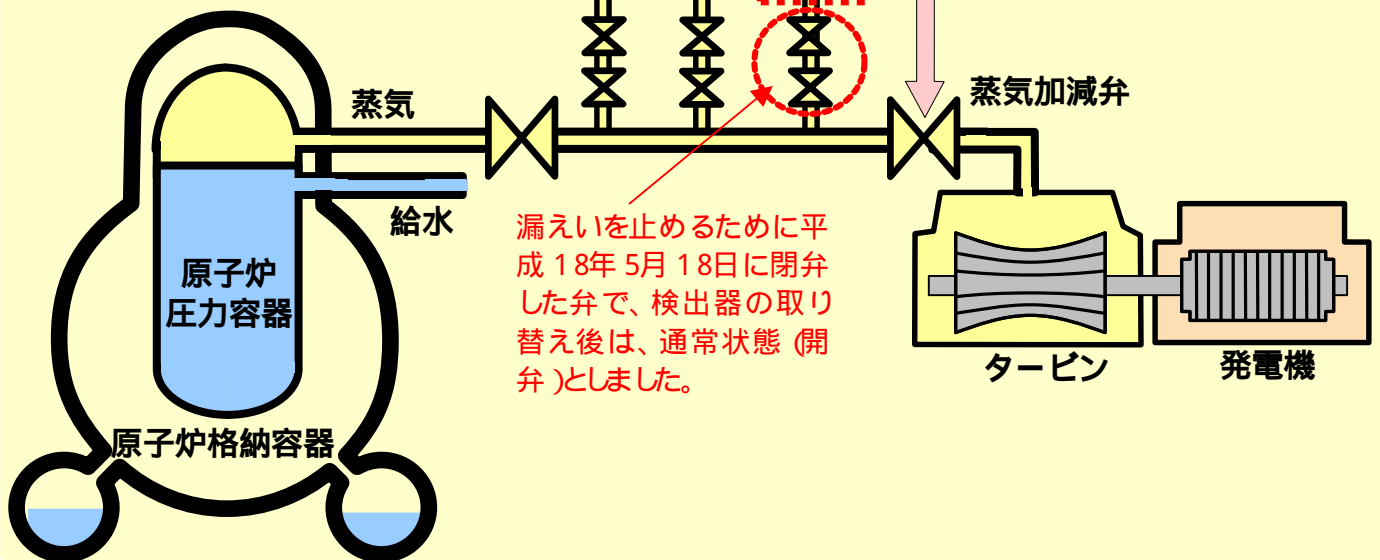 蒸気
蒸気加減弁
給水
漏えいを止めるために平
成18年5月18日に閉弁
した弁で、検出器の取り
替え後は、通常状態(開
弁)としました。
原子炉
圧力容器
タービン
発電機
原子炉格納容器